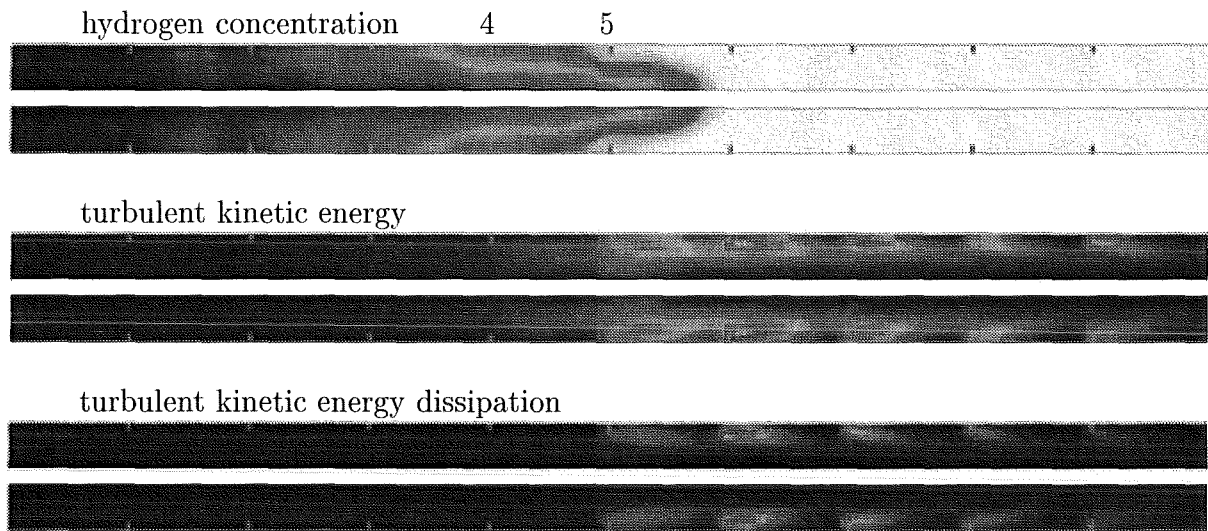 hydrogen concentration 4 5
turbulent kinetic energy
turbulent kinetic energy dissipation